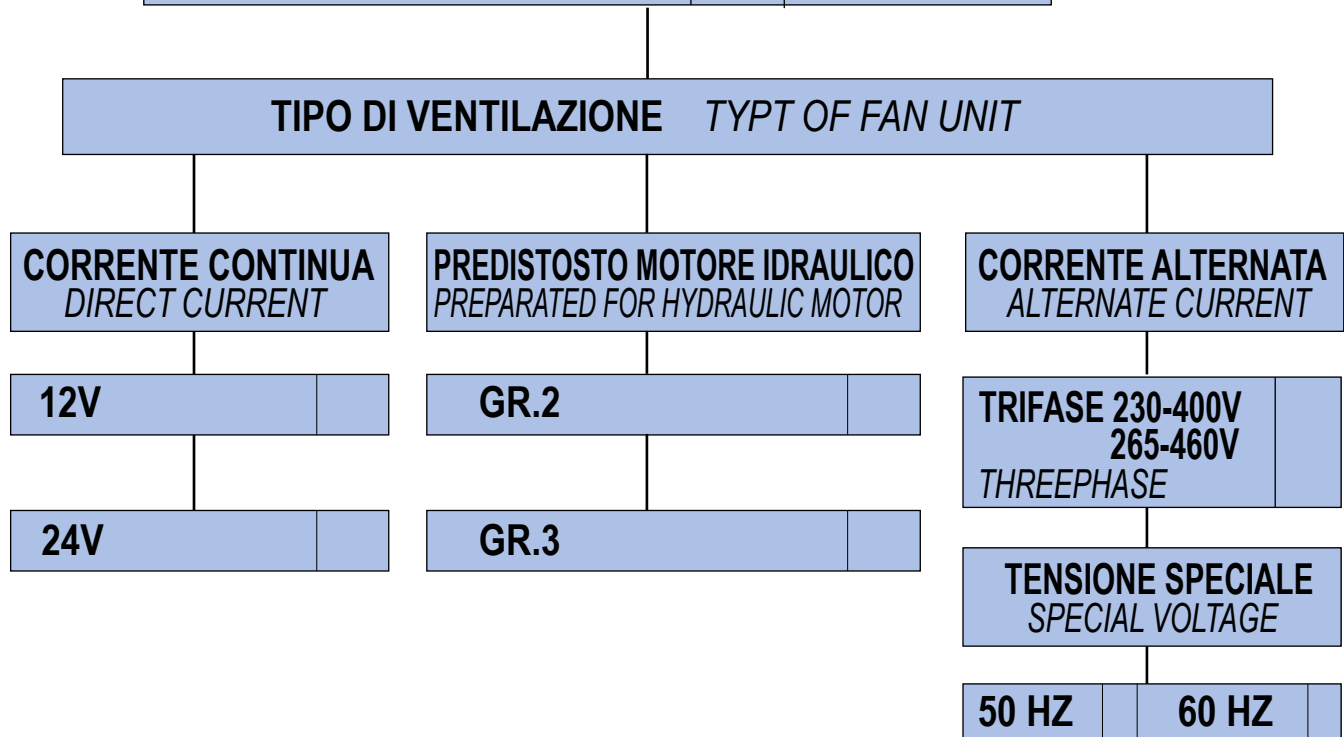 TIPO DI VENTILAZIONE TYPT OF FAN UNIT
CORRENTE CONTINUA
DIRECT CURRENT
12V
24V
PREDISTOSTO MOTORE IDRAULICO
PREPARATED FOR HYDRAULIC MOTOR
GR.2
GR.3
CORRENTE ALTERNATA
ALTERNATE CURRENT
TRIFASE 230-400V
265-460V
THREEPHASE
TENSIONE SPECIALE
SPECIAL VOLTAGE
50 HZ 60 HZ